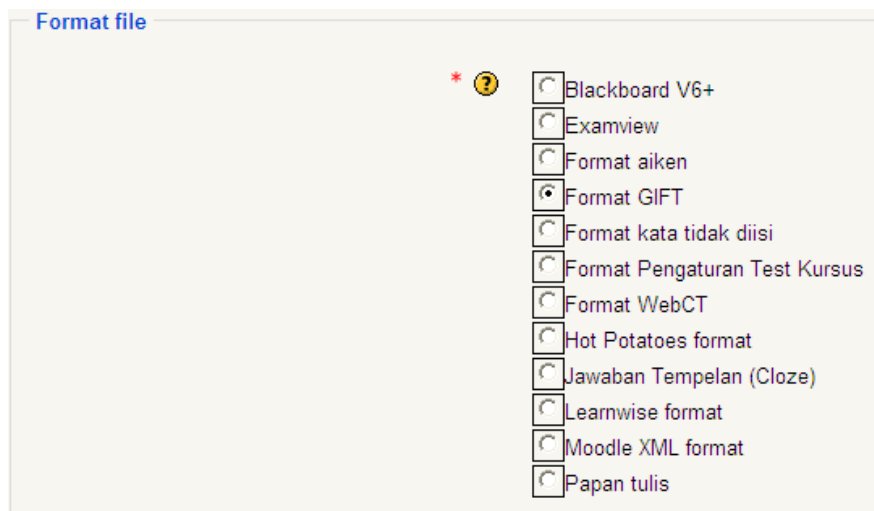 Format file
* ?
Blackboard V6+
Examview
Format aiken
Format GIFT
Format kata tidak diisi
Format Pengaturan Test Kursus
Format WebCT
Hot Potatoes format
Jawaban Tempelan (Cloze)
Learnwise format
Moodle XML format
Papan tulis